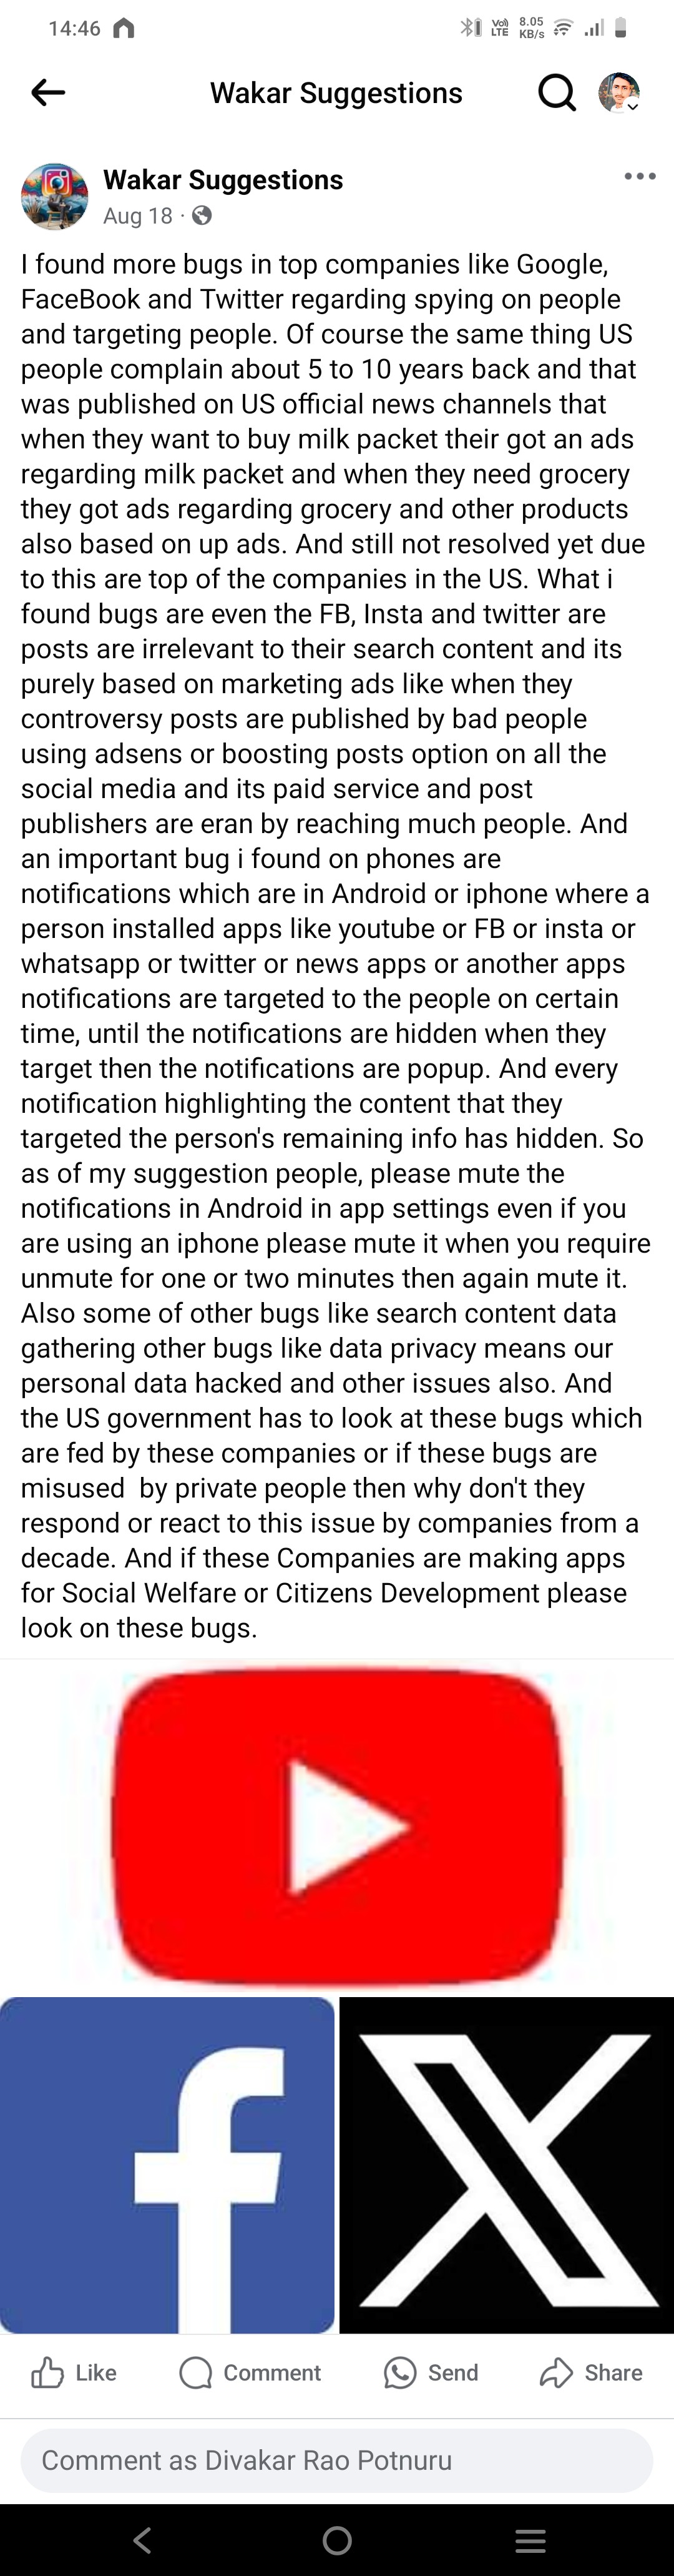 14:46
VoD LTE
8.05 KB/s
Wakar Suggestions
Wakar Suggestions
Aug 18 ·
I found more bugs in top companies like Google,
FaceBook and Twitter regarding spying on people
and targeting people. Of course the same thing US
people complain about 5 to 10 years back and that
was published on US official news channels that
when they want to buy milk packet their got an ads
regarding milk packet and when they need grocery
they got ads regarding grocery and other products
also based on up ads. And still not resolved yet due
to this are top of the companies in the US. What i
found bugs are even the FB, Insta and twitter are
posts are irrelevant to their search content and its
purely based on marketing ads like when they
controversy posts are published by bad people
using adsens or boosting posts option on all the
social media and its paid service and post
publishers are eran by reaching much people. And
an important bug i found on phones are
notifications which are in Android or iphone where a
person installed apps like youtube or FB or insta or
whatsapp or twitter or news apps or another apps
notifications are targeted to the people on certain
time, until the notifications are hidden when they
target then the notifications are popup. And every
notification highlighting the content that they
targeted the person's remaining info has hidden. So
as of my suggestion people, please mute the
notifications in Android in app settings even if you
are using an iphone please mute it when you require
unmute for one or two minutes then again mute it.
Also some of other bugs like search content data
gathering other bugs like data privacy means our
personal data hacked and other issues also. And
the US government has to look at these bugs which
are fed by these companies or if these bugs are
misused  by private people then why don't they
respond or react to this issue by companies from a
decade. And if these Companies are making apps
for Social Welfare or Citizens Development please
look on these bugs.
f
X
Like
Comment
Send
Share
Comment as Divakar Rao Potnuru